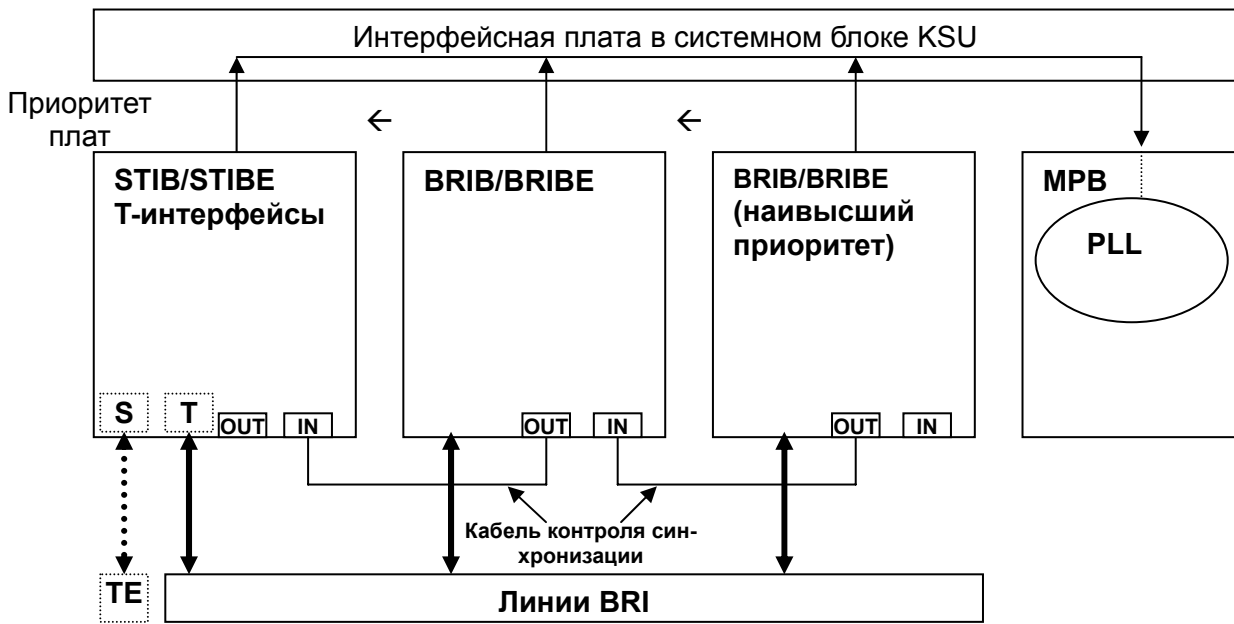 Интерфейсная плата в системном блоке KSU
Приоритет
плат
←
←
STIB/STIBE
Т-интерфейсы
BRIB/BRIBE
BRIB/BRIBE
(наивысший
приоритет)
MPB
PLL
S
T
OUT
IN
OUT
IN
OUT
IN
Кабель контроля син-
хронизации
TE
Линии BRI